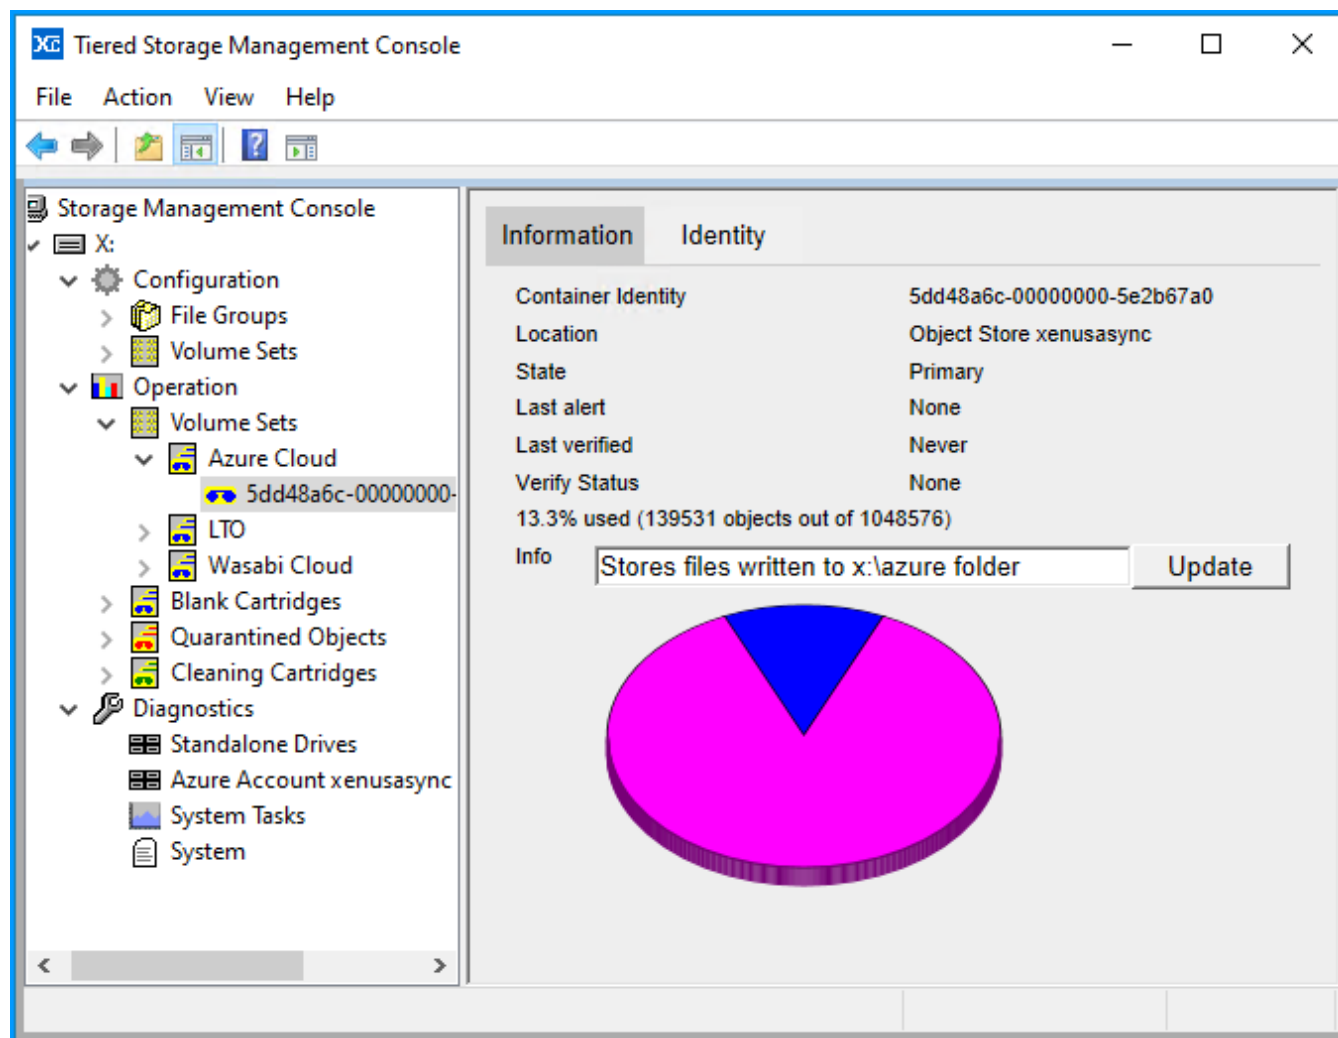 XC Tiered Storage Management Console
File Action View Help
Storage Management Console
X:
Configuration
File Groups
Volume Sets
Operation
Volume Sets
Azure Cloud
5dd48a6c-00000000-
LTO
Wasabi Cloud
Blank Cartridges
Quarantined Objects
Cleaning Cartridges
Diagnostics
Standalone Drives
Azure Account xenusasync
System Tasks
System
Information Identity
Container Identity 5dd48a6c-00000000-5e2b67a0
Location Object Store xenusasync
State Primary
Last alert None
Last verified Never
Verify Status None
13.3% used (139531 objects out of 1048576)
Info Stores files written to x:\azure folder Update